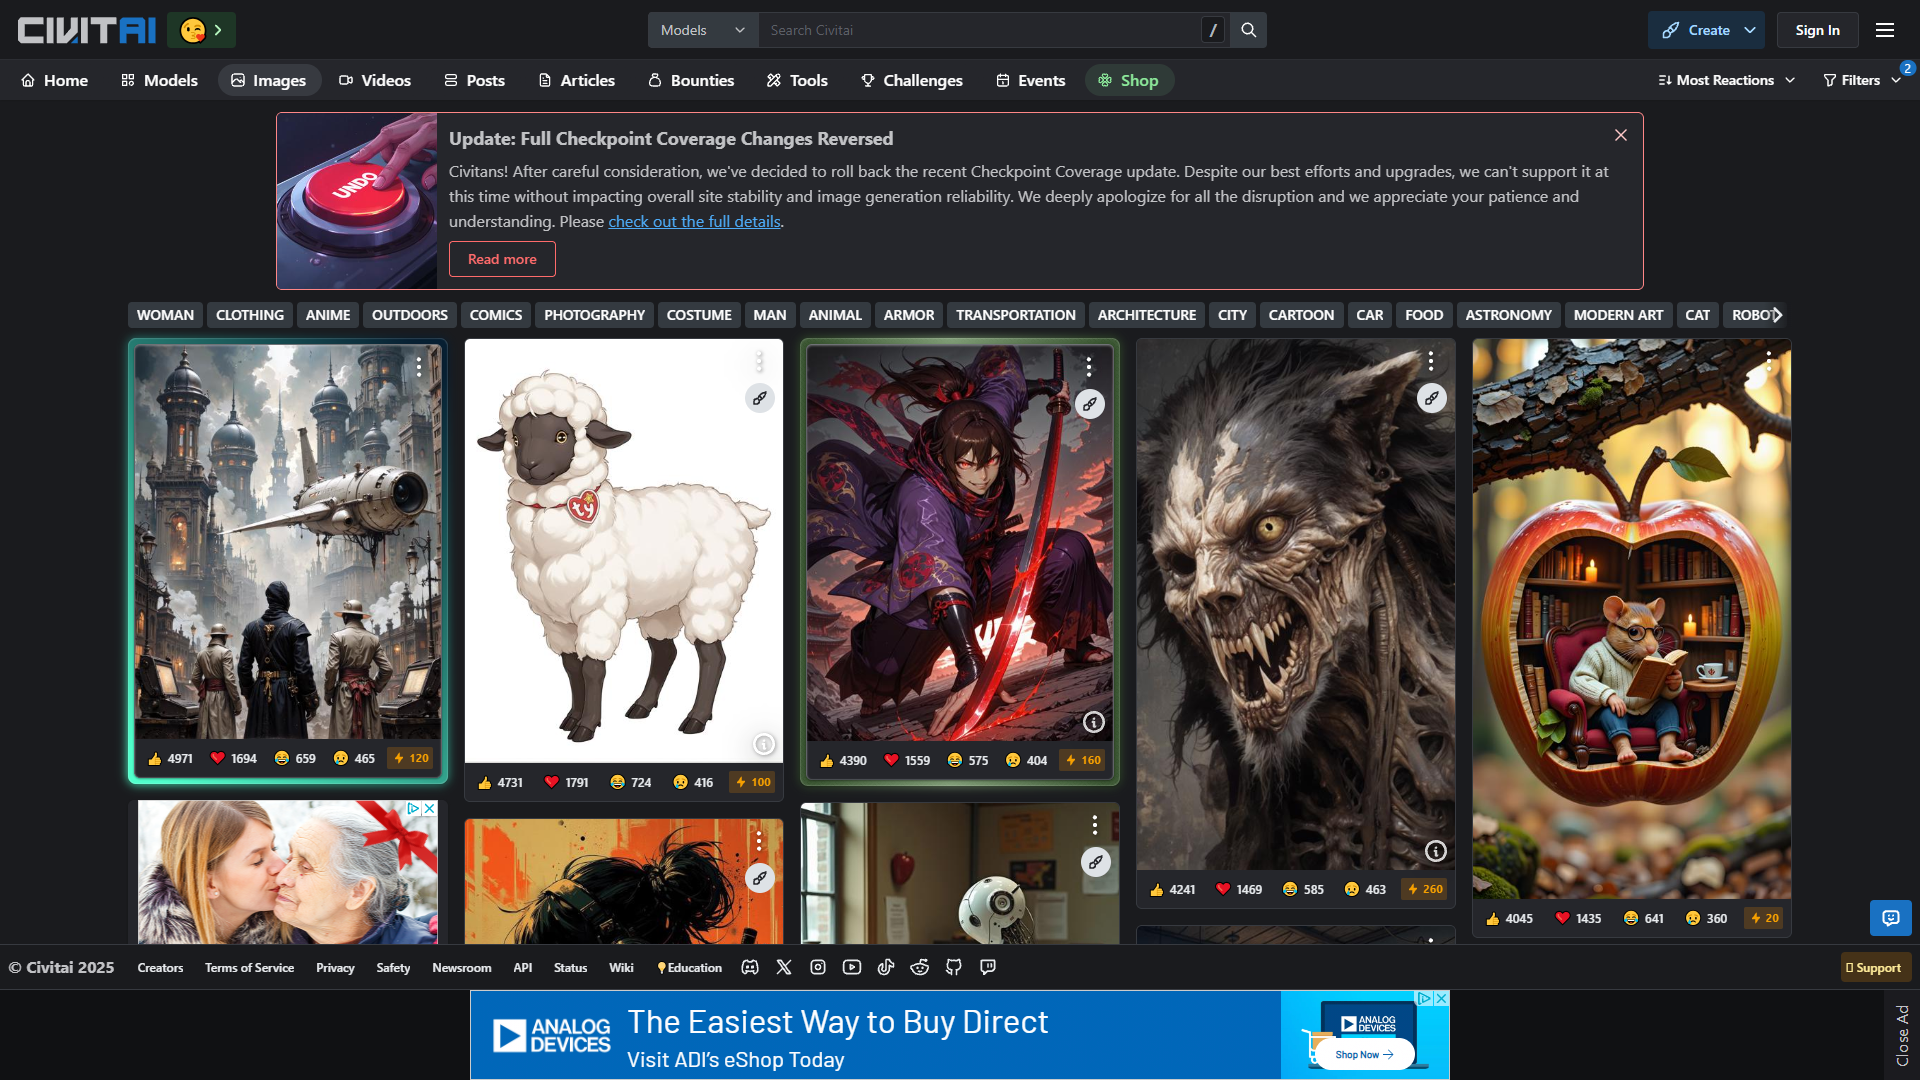 CIVITAI
Models
Search Civitai
/
Create
Sign In
Home
Models
Images
Videos
Posts
Articles
Bounties
Tools
Challenges
Events
Shop
Most Reactions
Filters
2
UNDO
Update: Full Checkpoint Coverage Changes Reversed
Civitans! After careful consideration, we've decided to roll back the recent Checkpoint Coverage update. Despite our best efforts and upgrades, we can't support it at
this time without impacting overall site stability and image generation reliability. We deeply apologize for all the disruption and we appreciate your patience and
understanding. Please check out the full details.
Read more
WOMAN
CLOTHING
ANIME
OUTDOORS
COMICS
PHOTOGRAPHY
COSTUME
MAN
ANIMAL
ARMOR
TRANSPORTATION
ARCHITECTURE
CITY
CARTOON
CAR
FOOD
ASTRONOMY
MODERN ART
CAT
ROBOT
ty
4971 1694 659 465 120
4731 1791 724 416 100
4390 1559 575 404 160
4241 1469 585 463 260
4045 1435 641 360 20
© Civitai 2025
Creators
Terms of Service
Privacy
Safety
Newsroom
API
Status
Wiki
Education
Support
ANALOG
DEVICES
The Easiest Way to Buy Direct
Visit ADI's eShop Today
ANALOG
DEVICES
Shop Now
Close Ad